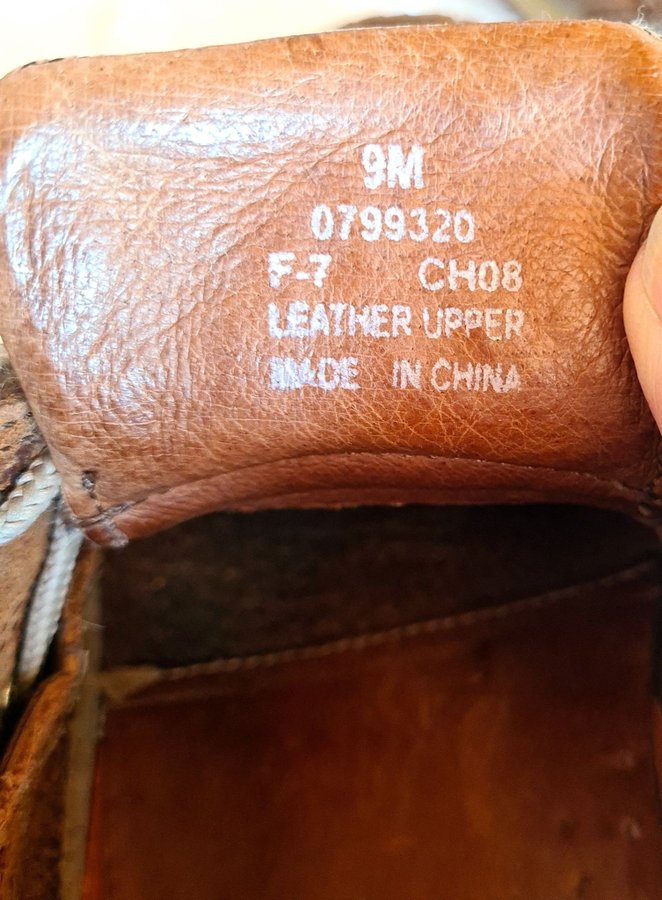 9M
0799320
F-7 CH08
LEATHER UPPER
MADE IN CHINA